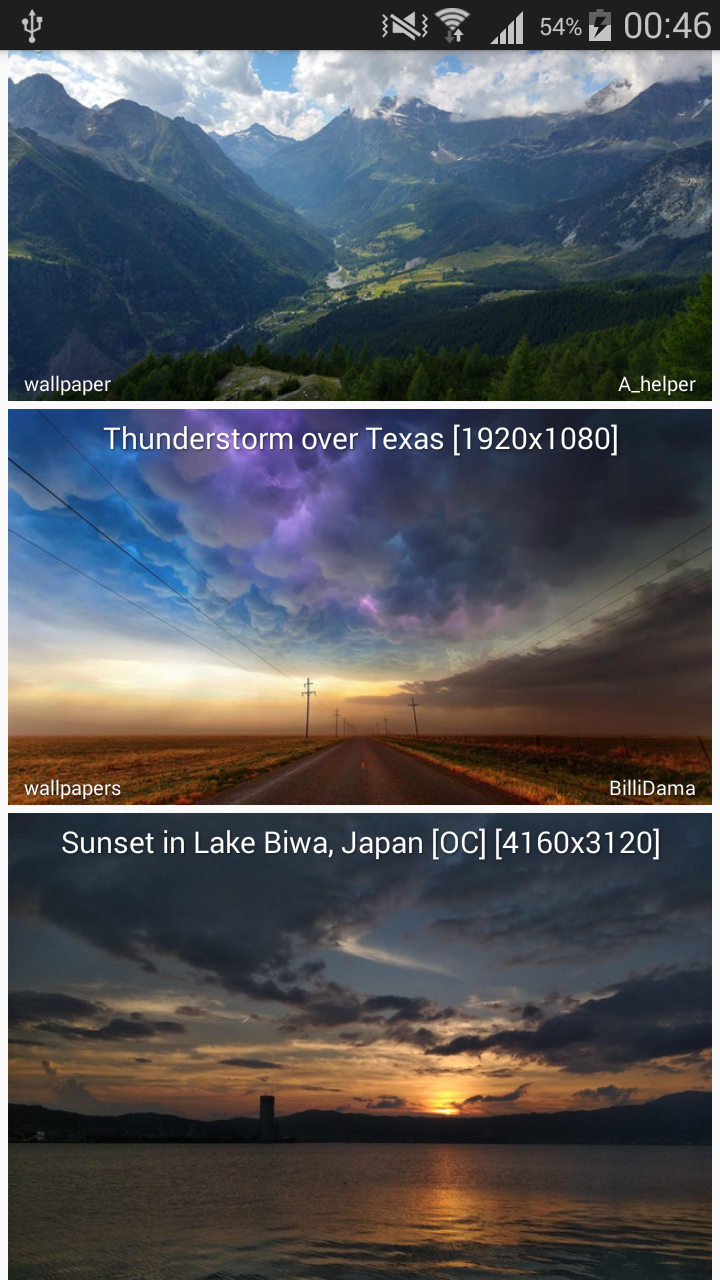 54% 00:46
wallpaper A_helper
Thunderstorm over Texas [1920x1080]
wallpapers BilliDama
Sunset in Lake Biwa, Japan [OC] [4160x3120]